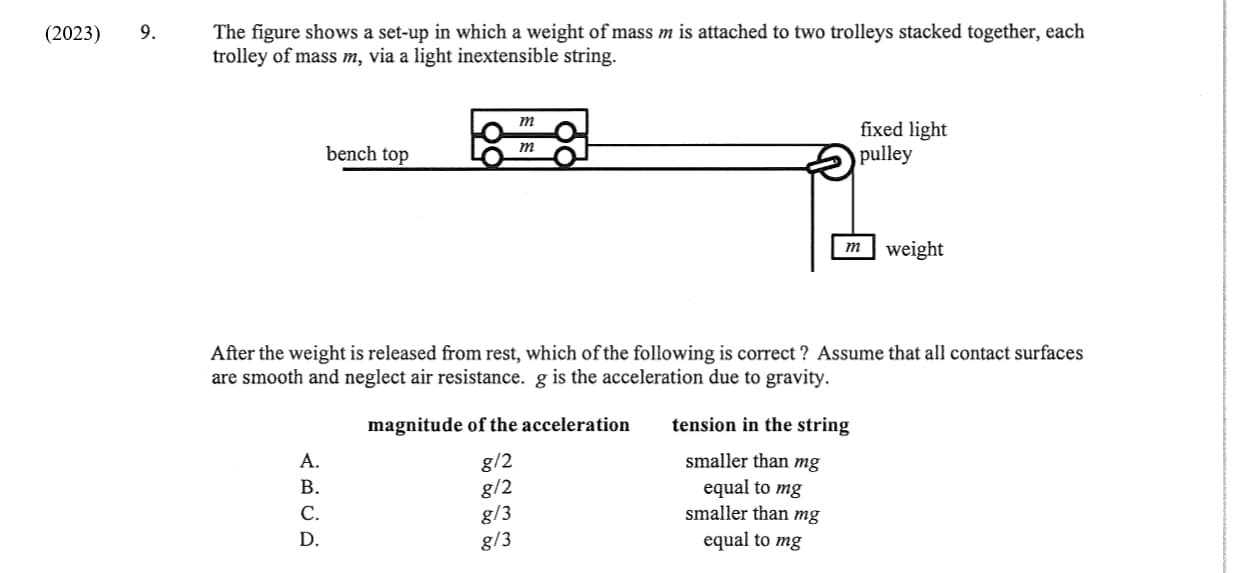 (2023) 9. The figure shows a set-up in which a weight of mass m is attached to two trolleys stacked together, each
trolley of mass m, via a light inextensible string.
m
fixed light
bench top m pulley
m weight
After the weight is released from rest, which of the following is correct ? Assume that all contact surfaces
are smooth and neglect air resistance. g is the acceleration due to gravity.
magnitude of the acceleration tension in the string
A. g/2 smaller than mg
B. g/2 equal to mg
C. g/3 smaller than mg
D. g/3 equal to mg